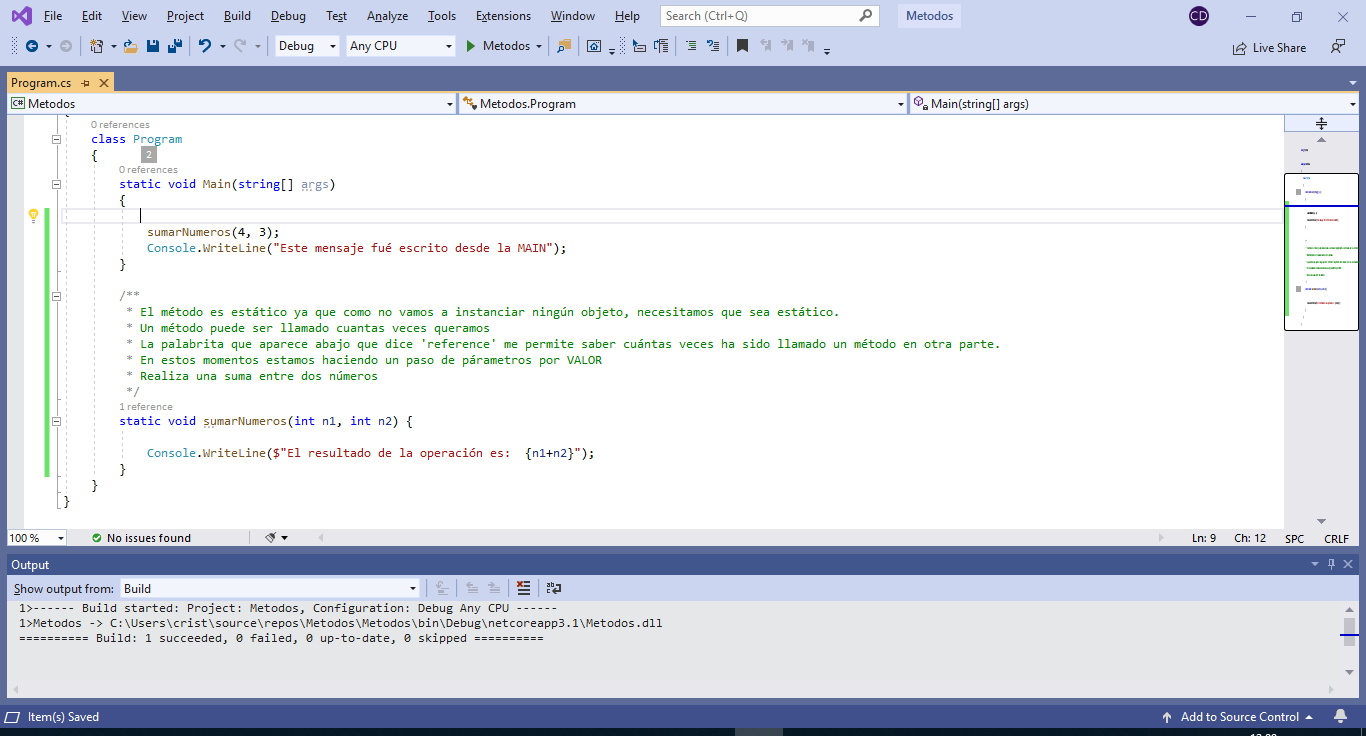 File Edit View Project Build Debug Test Analyze Tools Extensions Window Help Search (Ctrl+Q) Metodos CD
Debug Any CPU Metodos Live Share
Program.cs
C# Metodos Metodos.Program Main(string[] args)
0 references
class Program
{
2
0 references
static void Main(string[] args)
{
sumarNumeros(4, 3);
Console.WriteLine("Este mensaje fué escrito desde la MAIN");
}
/**
* El método es estático ya que como no vamos a instanciar ningún objeto, necesitamos que sea estático.
* Un método puede ser llamado cuantas veces queramos
* La palabrita que aparece abajo que dice 'reference' me permite saber cuántas veces ha sido llamado un método en otra parte.
* En estos momentos estamos haciendo un paso de párametros por VALOR
* Realiza una suma entre dos números
*/
1 reference
static void sumarNumeros(int n1, int n2) {
Console.WriteLine($"El resultado de la operación es:  {n1+n2}");
}
}
}
100 % No issues found Ln: 9 Ch: 12 SPC CRLF
Output
Show output from: Build
1>------ Build started: Project: Metodos, Configuration: Debug Any CPU ------
1>Metodos -> C:\Users\crist\source\repos\Metodos\Metodos\bin\Debug\netcoreapp3.1\Metodos.dll
========== Build: 1 succeeded, 0 failed, 0 up-to-date, 0 skipped ==========
Item(s) Saved Add to Source Control